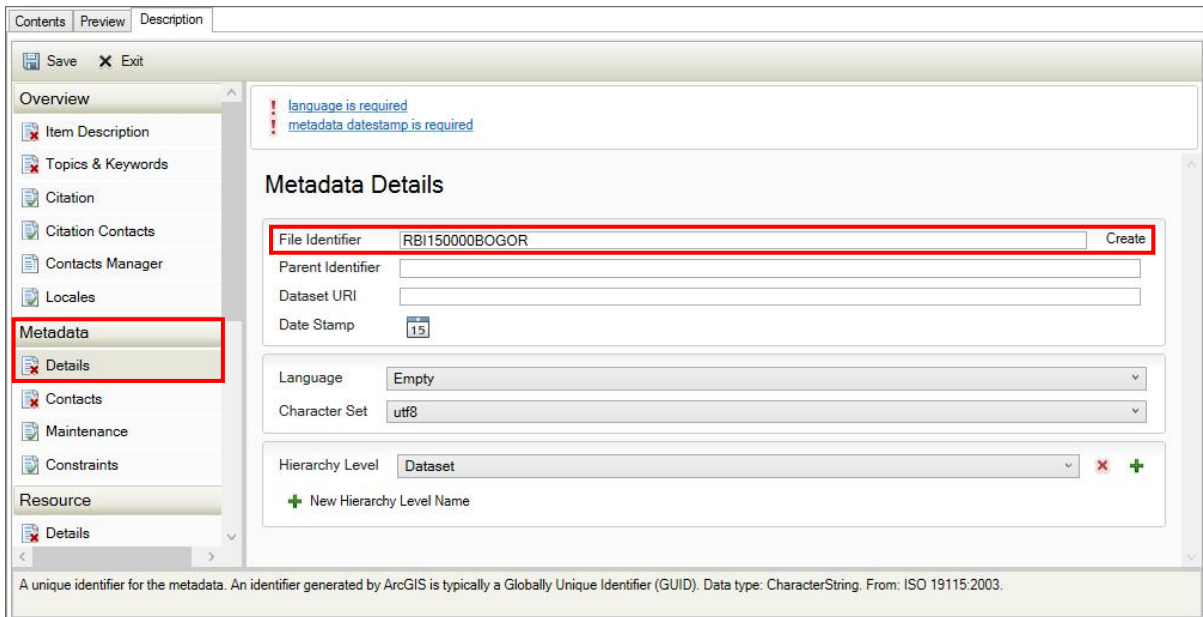 Contents Preview Description
Save Exit
Overview
Item Description
Topics & Keywords
Citation
Citation Contacts
Contacts Manager
Locales
Metadata
Details
Contacts
Maintenance
Constraints
Resource
Details
language is required
metadata datestamp is required
Metadata Details
File Identifier RBI150000BOGOR Create
Parent Identifier
Dataset URI
Date Stamp 15
Language Empty
Character Set utf8
Hierarchy Level Dataset
New Hierarchy Level Name
A unique identifier for the metadata. An identifier generated by ArcGIS is typically a Globally Unique Identifier (GUID). Data type: CharacterString. From: ISO 19115:2003.